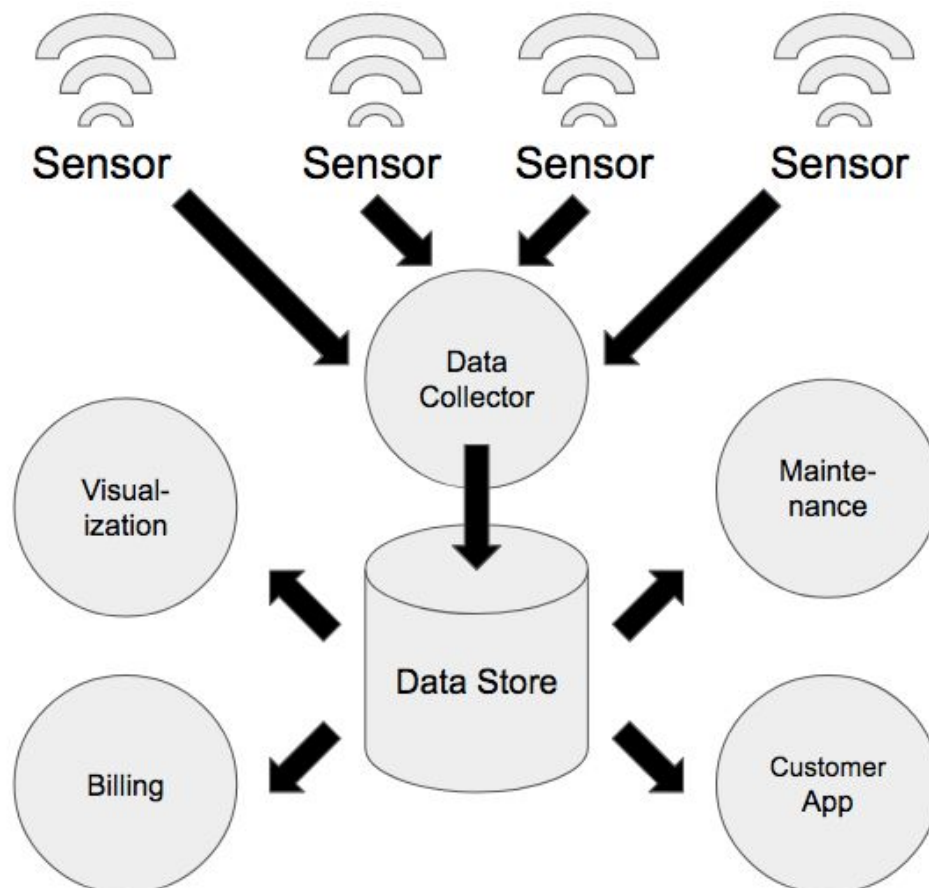 Sensor
Sensor
Sensor
Sensor
Data
Collector
Visual-
ization
Mainte-
nance
Data Store
Billing
Customer
App